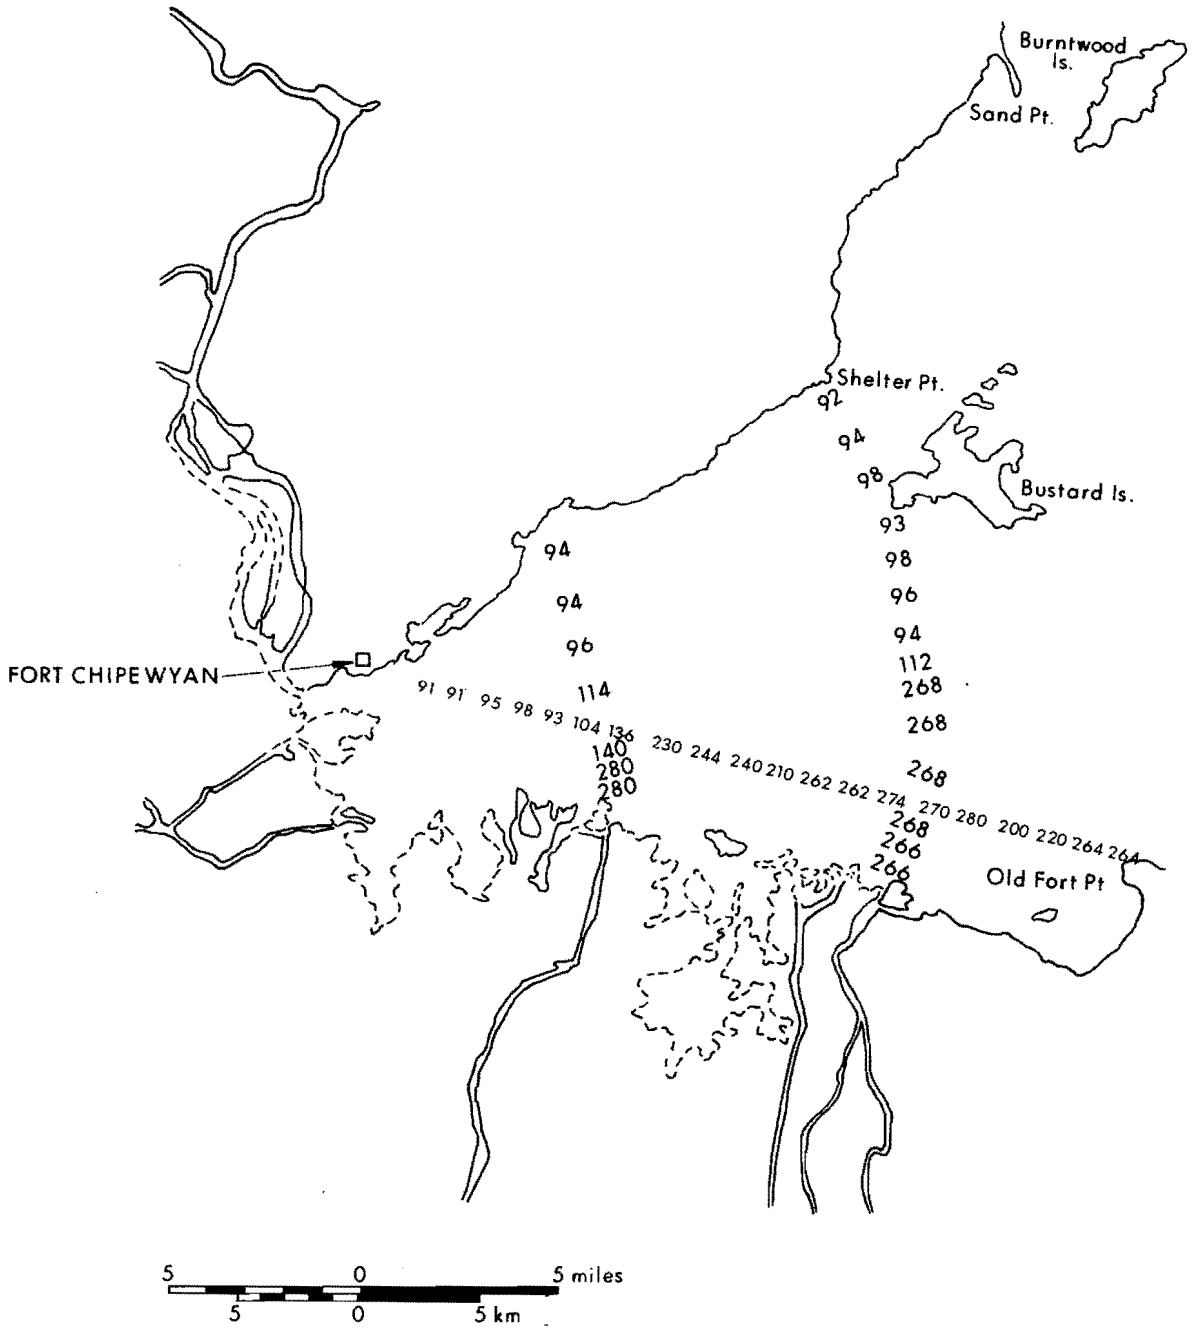 Burntwood
Is.
Sand Pt.
Shelter Pt.
92
94
98
Bustard Is.
93
98
96
94
112
268
268
268
94
94
96
114
FORT CHIPEWYAN
91 91 95 98 93 104 136 230 244 240 210 262 262 274 270 280 200 220 264 264
140
280
280
268
266
266
Old Fort Pt
5 0 5 miles
5 0 5 km